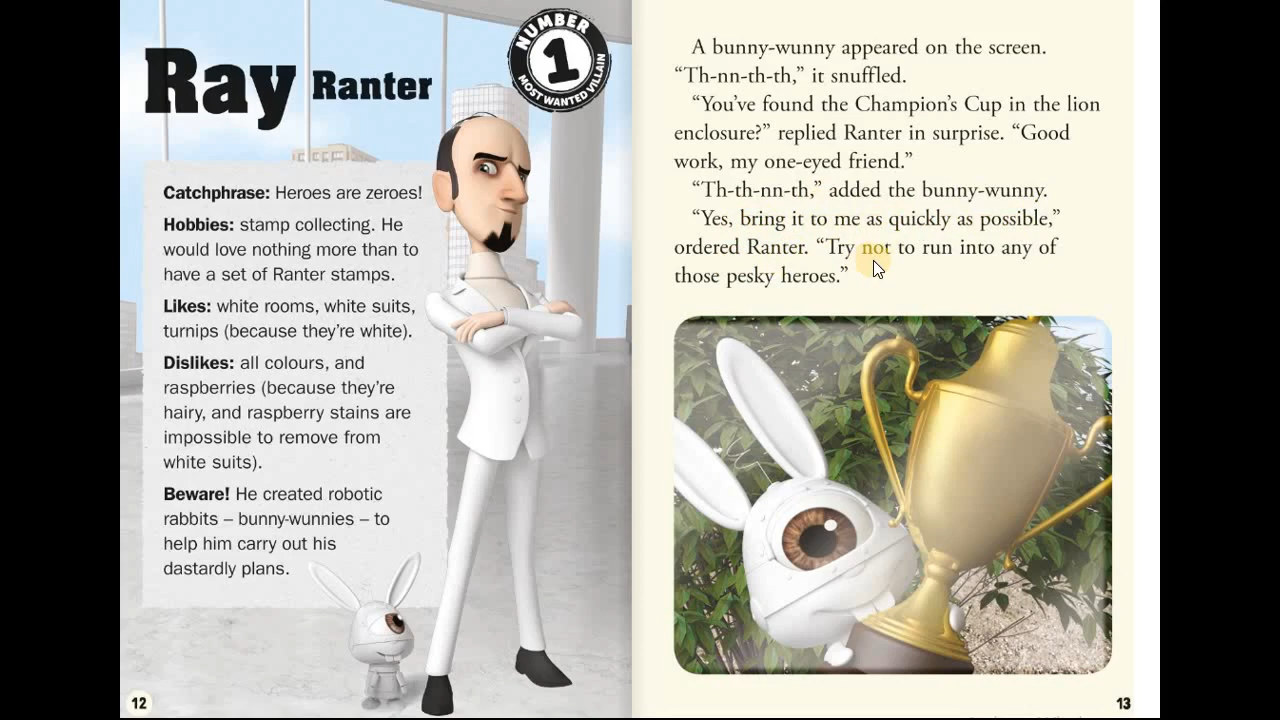 Ray Ranter
NUMBER
1
MOST WANTED VILLAIN
Catchphrase: Heroes are zeroes!
Hobbies: stamp collecting. He
would love nothing more than to
have a set of Ranter stamps.
Likes: white rooms, white suits,
turnips (because they’re white).
Dislikes: all colours, and
raspberries (because they’re
hairy, and raspberry stains are
impossible to remove from
white suits).
Beware! He created robotic
rabbits – bunny-wunnies – to
help him carry out his
dastardly plans.
12
A bunny-wunny appeared on the screen.
“Th-nn-th-th,” it snuffled.
“You’ve found the Champion’s Cup in the lion
enclosure?” replied Ranter in surprise. “Good
work, my one-eyed friend.”
“Th-th-nn-th,” added the bunny-wunny.
“Yes, bring it to me as quickly as possible,”
ordered Ranter. “Try not to run into any of
those pesky heroes.”
13